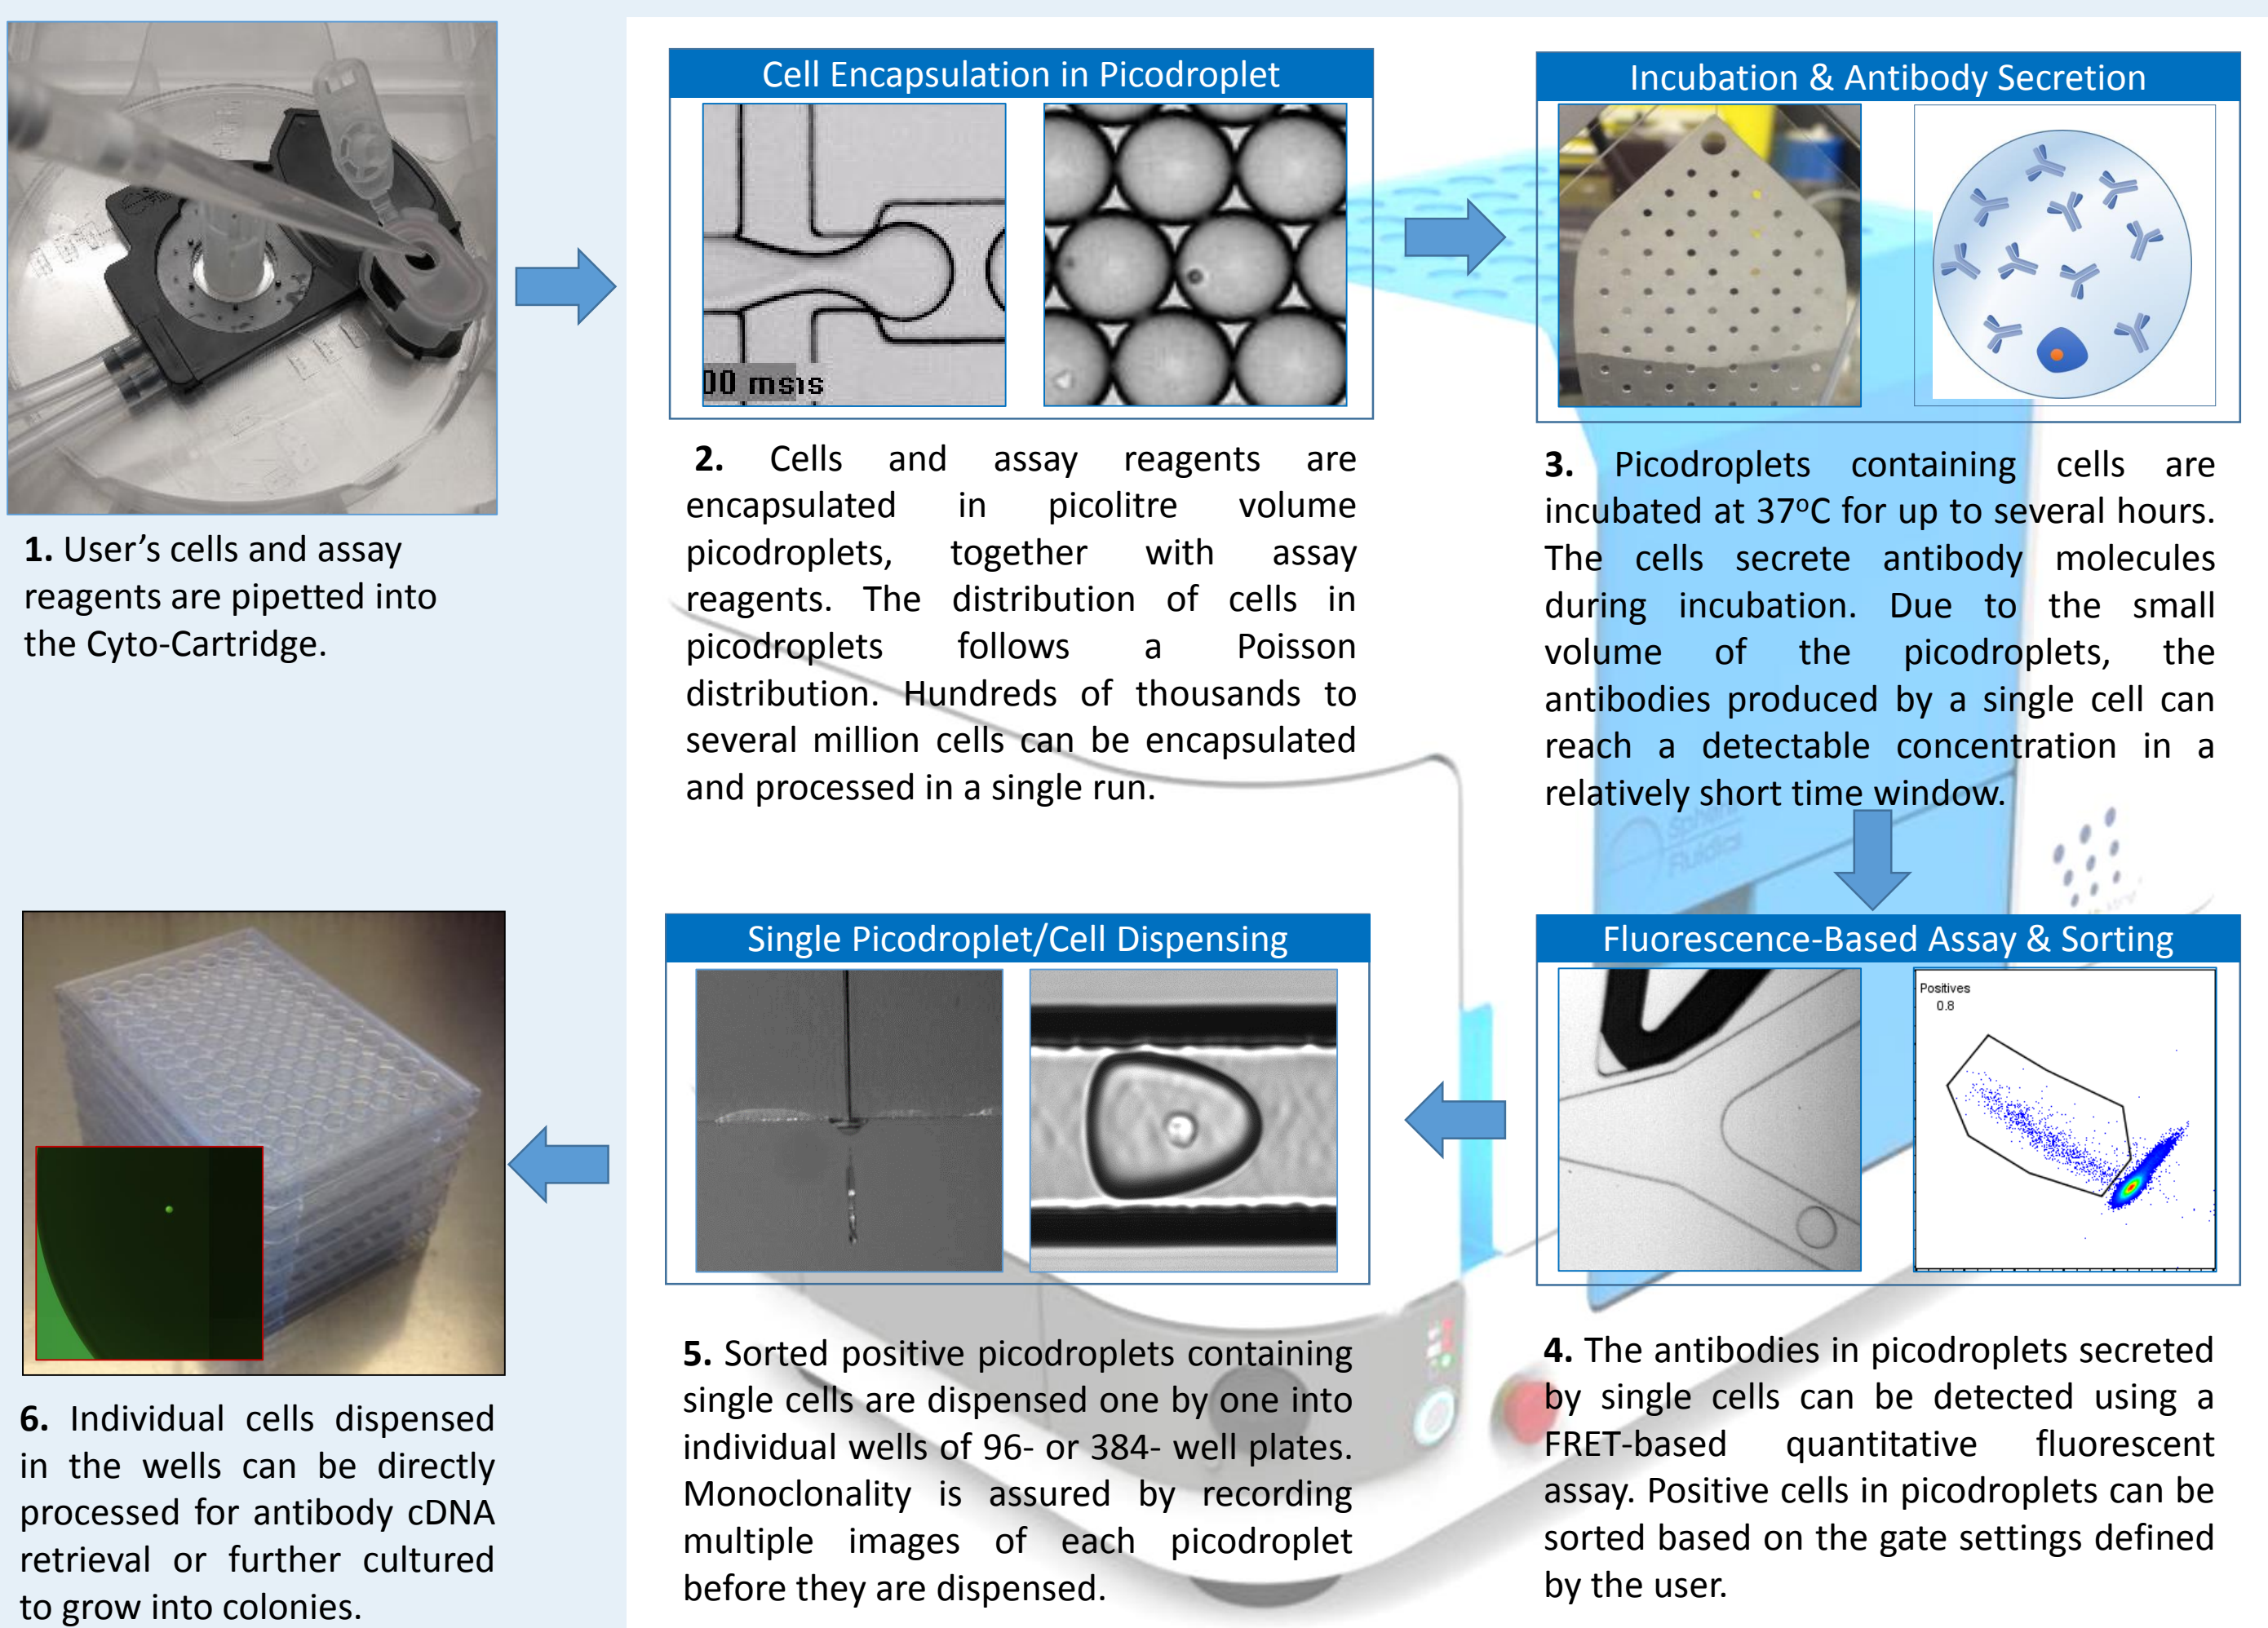 1. User’s cells and assay
reagents are pipetted into
the Cyto-Cartridge.
Cell Encapsulation in Picodroplet
00 msis
2. Cells and assay reagents are
encapsulated in picolitre volume
picodroplets, together with assay
reagents. The distribution of cells in
picodroplets follows a Poisson
distribution. Hundreds of thousands to
several million cells can be encapsulated
and processed in a single run.
Incubation & Antibody Secretion
3. Picodroplets containing cells are
incubated at 37°C for up to several hours.
The cells secrete antibody molecules
during incubation. Due to the small
volume of the picodroplets, the
antibodies produced by a single cell can
reach a detectable concentration in a
relatively short time window.
Sphere
Fluidics
Fluorescence-Based Assay & Sorting
Positives
0.8
4. The antibodies in picodroplets secreted
by single cells can be detected using a
FRET-based quantitative fluorescent
assay. Positive cells in picodroplets can be
sorted based on the gate settings defined
by the user.
Single Picodroplet/Cell Dispensing
5. Sorted positive picodroplets containing
single cells are dispensed one by one into
individual wells of 96- or 384- well plates.
Monoclonality is assured by recording
multiple images of each picodroplet
before they are dispensed.
6. Individual cells dispensed
in the wells can be directly
processed for antibody cDNA
retrieval or further cultured
to grow into colonies.